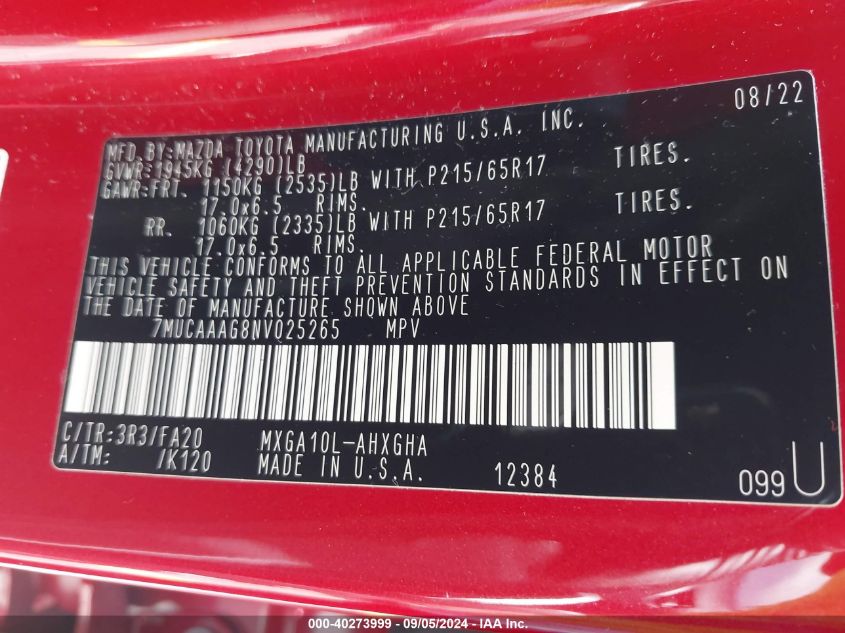 08/22
MFD.BY:MAZDA TOYOTA MANUFACTURING U.S.A. INC.
GVWR:1945KG (4290)LB
GAWR:FRT. 1150KG (2535)LB WITH P215/65R17 TIRES.
17.0x6.5 RIMS.
RR. 1060KG (2335)LB WITH P215/65R17 TIRES.
17.0x6.5 RIMS.
THIS VEHICLE CONFORMS TO ALL APPLICABLE FEDERAL MOTOR
VEHICLE SAFETY AND THEFT PREVENTION STANDARDS IN EFFECT ON
THE DATE OF MANUFACTURE SHOWN ABOVE
7MUCAAAG8NV025265 MPV
C/TR:3R3/FA20 MXGA10L-AHXGHA
A/TM: /K120 MADE IN U.S.A. 12384 099U
000-40273999 - 09/05/2024 - IAAI.com